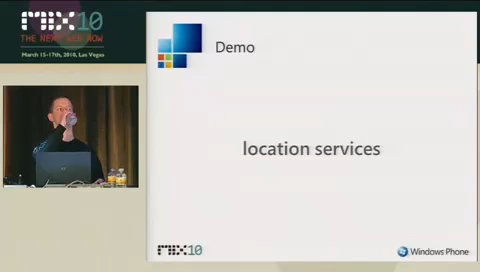 MIX10
THE NEXT WEB NOW
March 15-17th, 2010, Las Vegas
Demo
location services
MIX10
Windows Phone